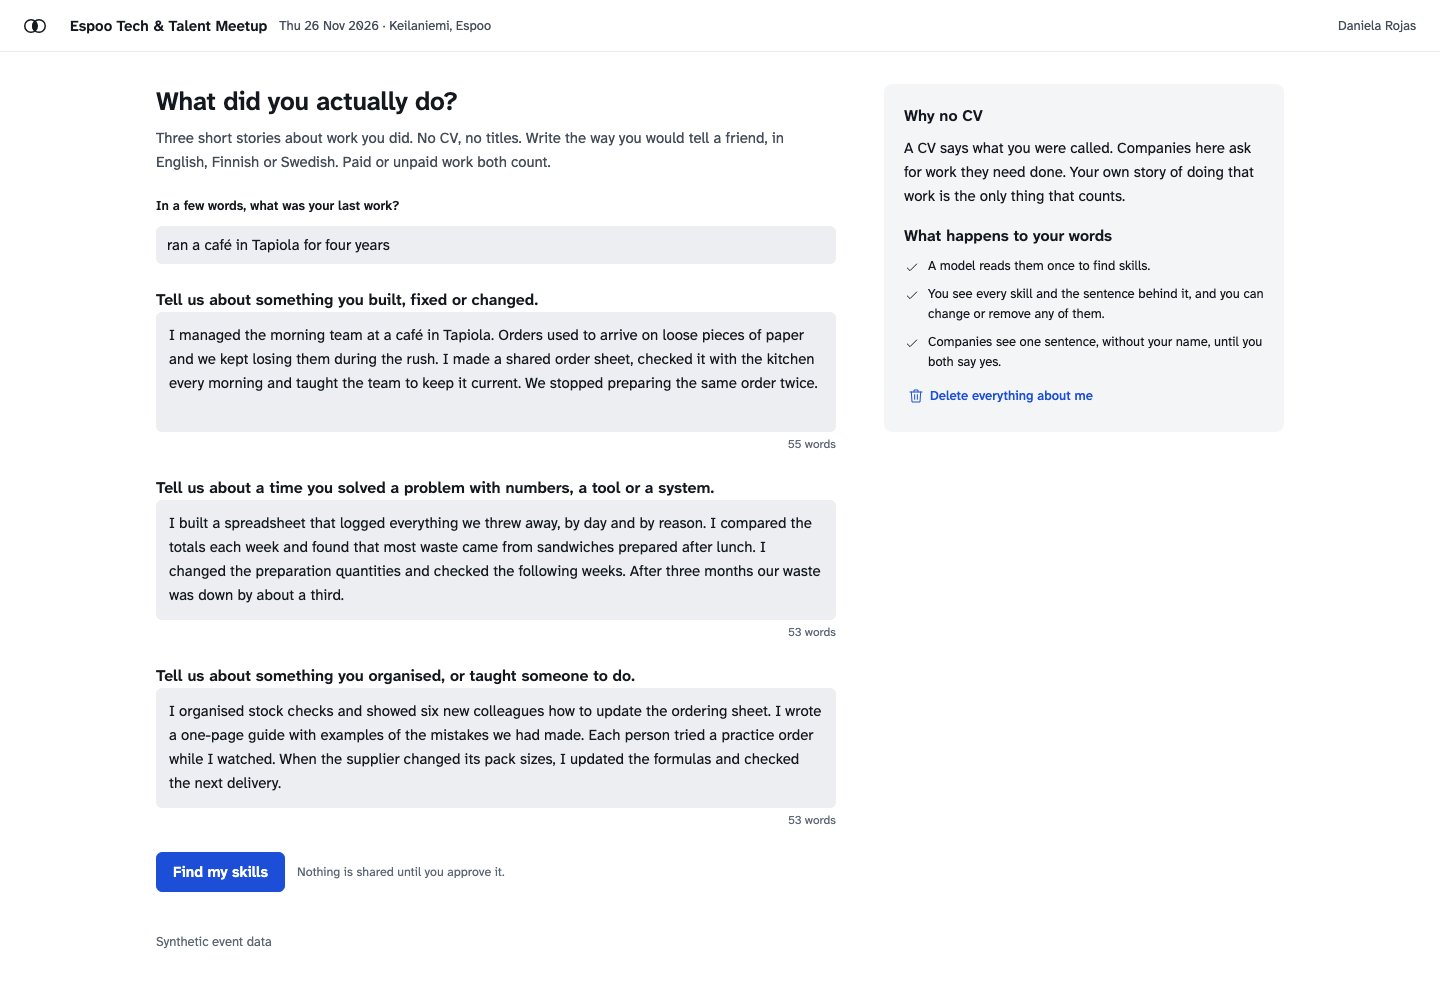 Espoo Tech & Talent Meetup
Thu 26 Nov 2026 · Keilaniemi, Espoo
Daniela Rojas
What did you actually do?
Three short stories about work you did. No CV, no titles. Write the way you would tell a friend, in
English, Finnish or Swedish. Paid or unpaid work both count.
In a few words, what was your last work?
ran a café in Tapiola for four years
Tell us about something you built, fixed or changed.
I managed the morning team at a café in Tapiola. Orders used to arrive on loose pieces of paper
and we kept losing them during the rush. I made a shared order sheet, checked it with the kitchen
every morning and taught the team to keep it current. We stopped preparing the same order twice.
55 words
Tell us about a time you solved a problem with numbers, a tool or a system.
I built a spreadsheet that logged everything we threw away, by day and by reason. I compared the
totals each week and found that most waste came from sandwiches prepared after lunch. I
changed the preparation quantities and checked the following weeks. After three months our waste
was down by about a third.
53 words
Tell us about something you organised, or taught someone to do.
I organised stock checks and showed six new colleagues how to update the ordering sheet. I wrote
a one-page guide with examples of the mistakes we had made. Each person tried a practice order
while I watched. When the supplier changed its pack sizes, I updated the formulas and checked
the next delivery.
53 words
Find my skills
Nothing is shared until you approve it.
Synthetic event data
Why no CV
A CV says what you were called. Companies here ask
for work they need done. Your own story of doing that
work is the only thing that counts.
What happens to your words
A model reads them once to find skills.
You see every skill and the sentence behind it, and you can
change or remove any of them.
Companies see one sentence, without your name, until you
both say yes.
Delete everything about me